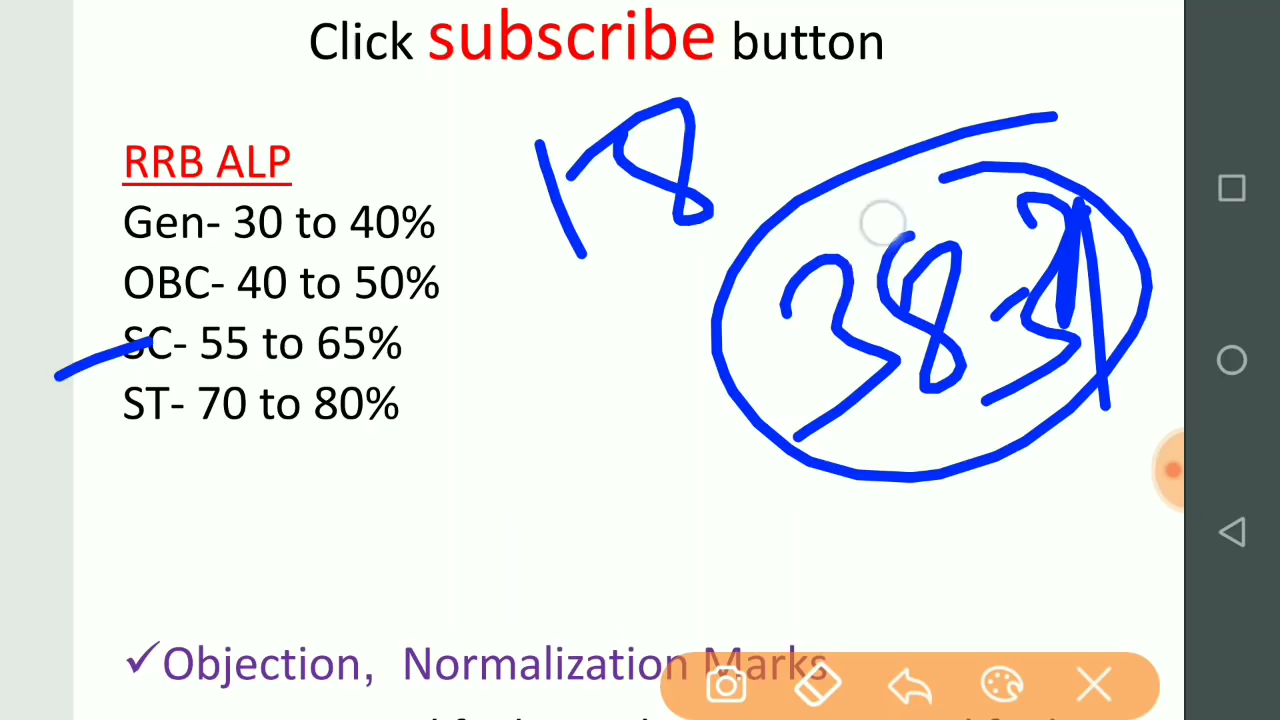 Click subscribe button
18
RRB ALP
Gen- 30 to 40%
OBC- 40 to 50%
SC- 55 to 65%
ST- 70 to 80%
✓Objection, Normalization Marks